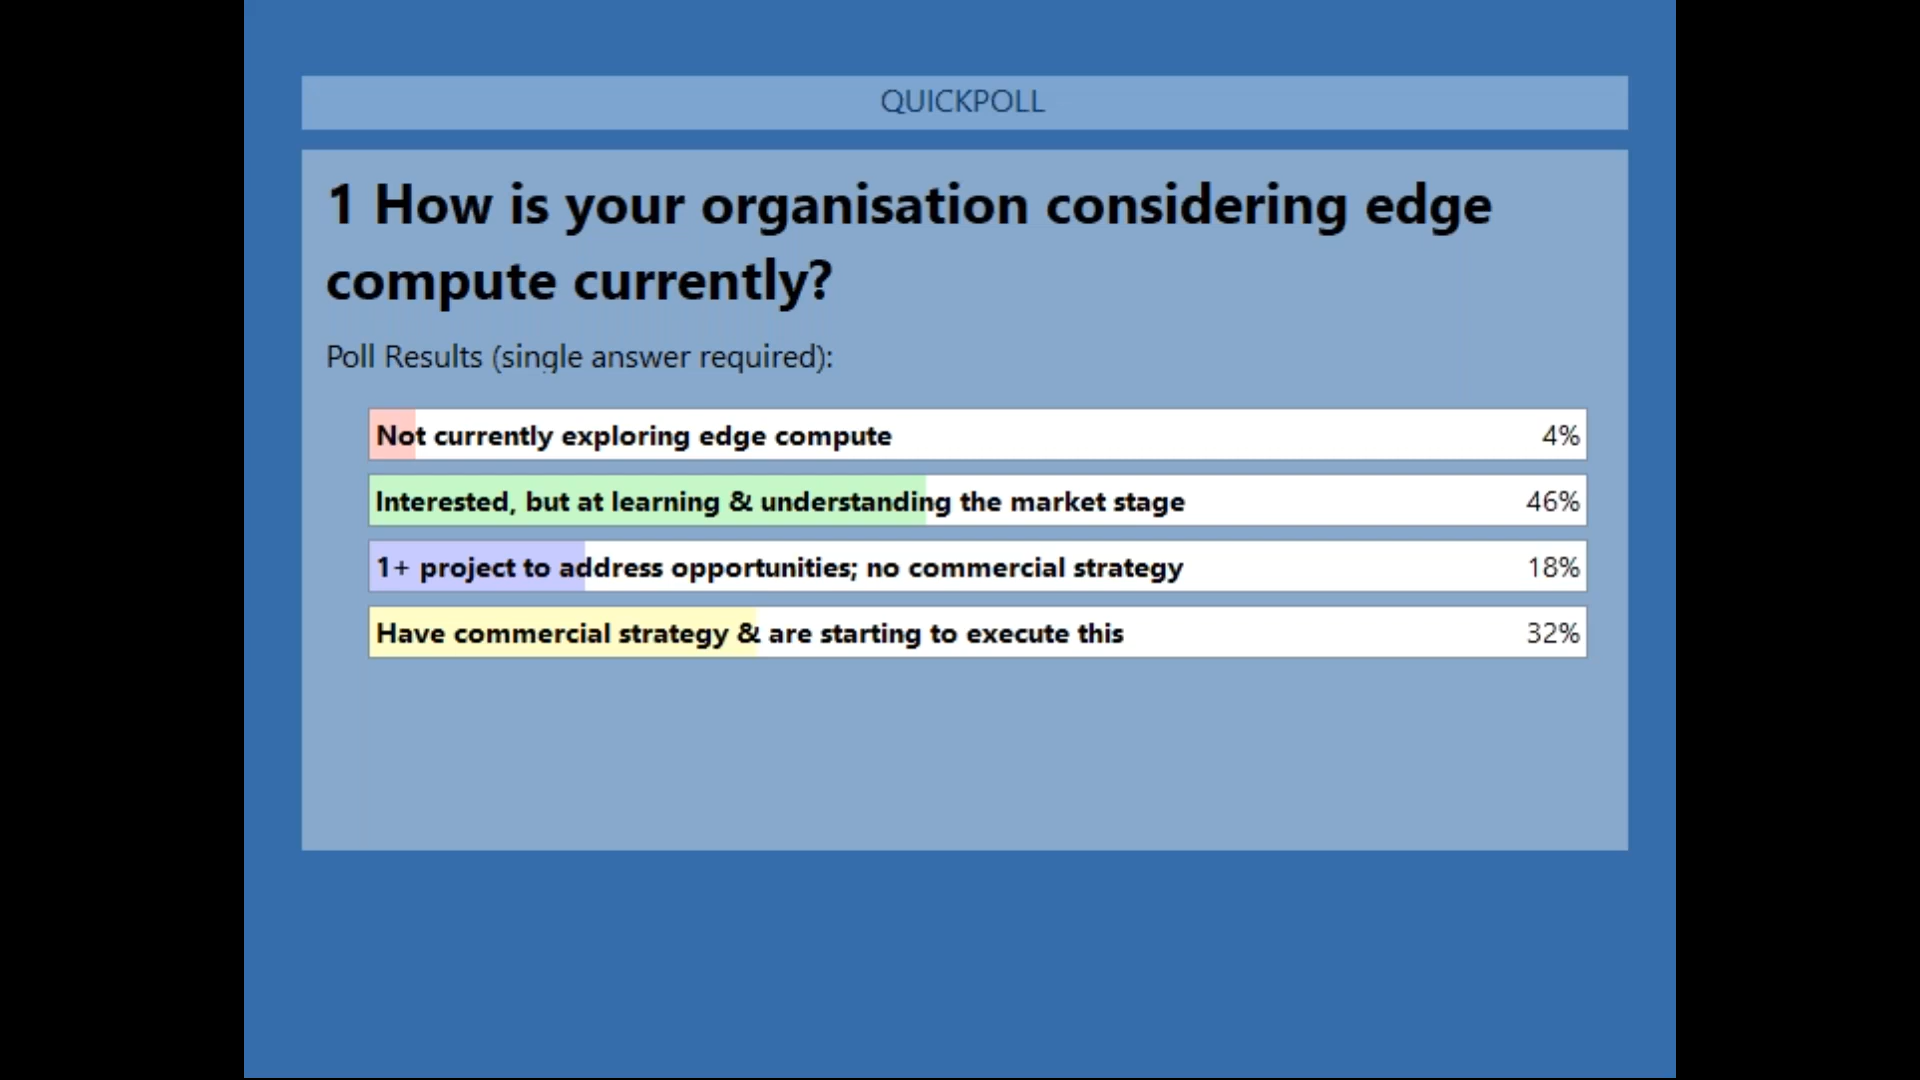 QUICKPOLL
1 How is your organisation considering edge
compute currently?
Poll Results (single answer required):
Not currently exploring edge compute 4%
Interested, but at learning & understanding the market stage 46%
1+ project to address opportunities; no commercial strategy 18%
Have commercial strategy & are starting to execute this 32%